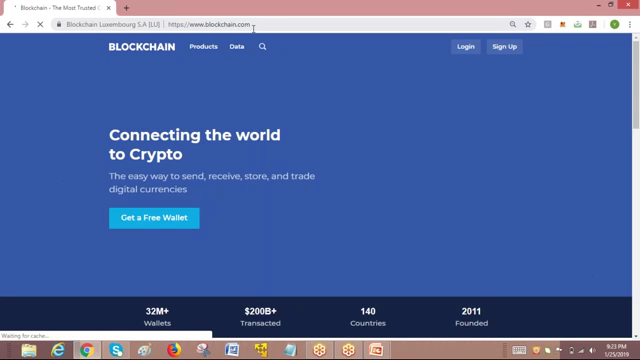 Blockchain - The Most Trusted C
Blockchain Luxembourg S.A [LU] | https://www.blockchain.com
BLOCKCHAIN Products Data Login Sign Up
Connecting the world
to Crypto
The easy way to send, receive, store, and trade
digital currencies
Get a Free Wallet
32M+ $200B+ 140 2011
Wallets Transacted Countries Founded
Waiting for cache...
9:23 PM
1/25/2019